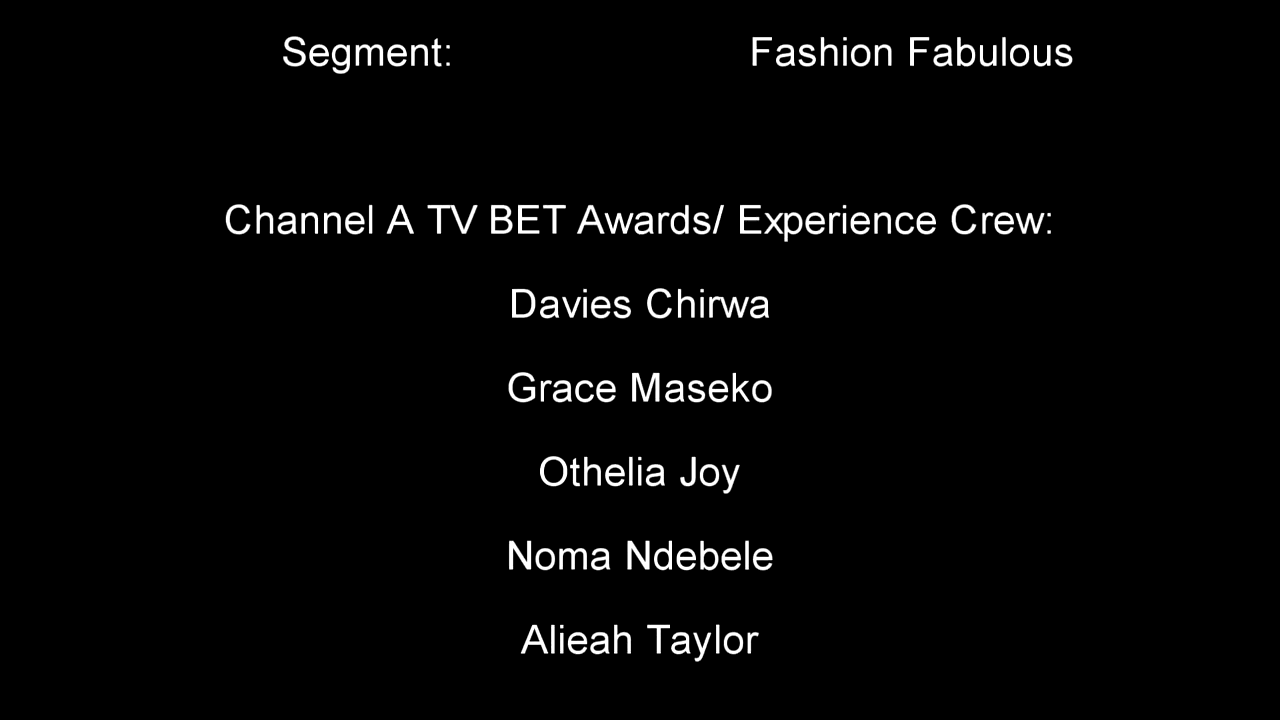 Segment: Fashion Fabulous
Channel A TV BET Awards/ Experience Crew:
Davies Chirwa
Grace Maseko
Othelia Joy
Noma Ndebele
Alieah Taylor